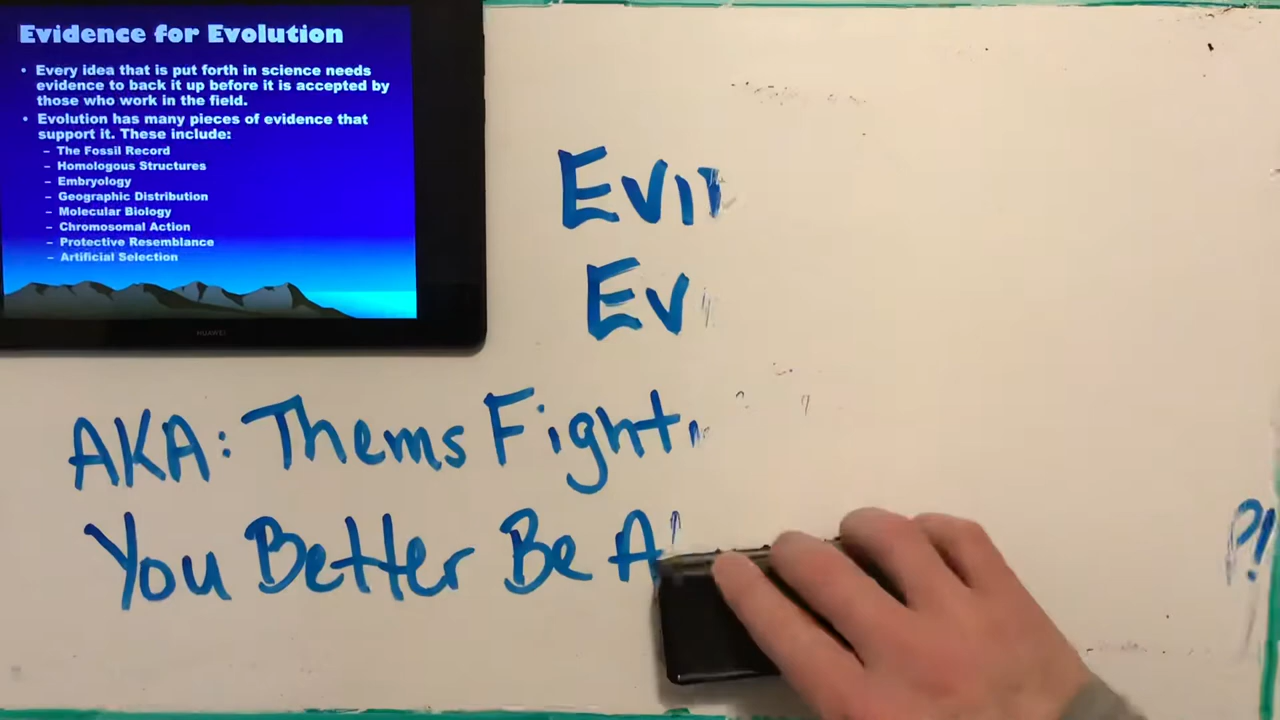 Evidence for Evolution
• Every idea that is put forth in science needs
evidence to back it up before it is accepted by
those who work in the field.
• Evolution has many pieces of evidence that
support it. These include:
– The Fossil Record
– Homologous Structures
– Embryology
– Geographic Distribution
– Molecular Biology
– Chromosomal Action
– Protective Resemblance
– Artificial Selection
HUAWEI
Evi
Ev
AKA: Thems Fight
You Better Be A
?!